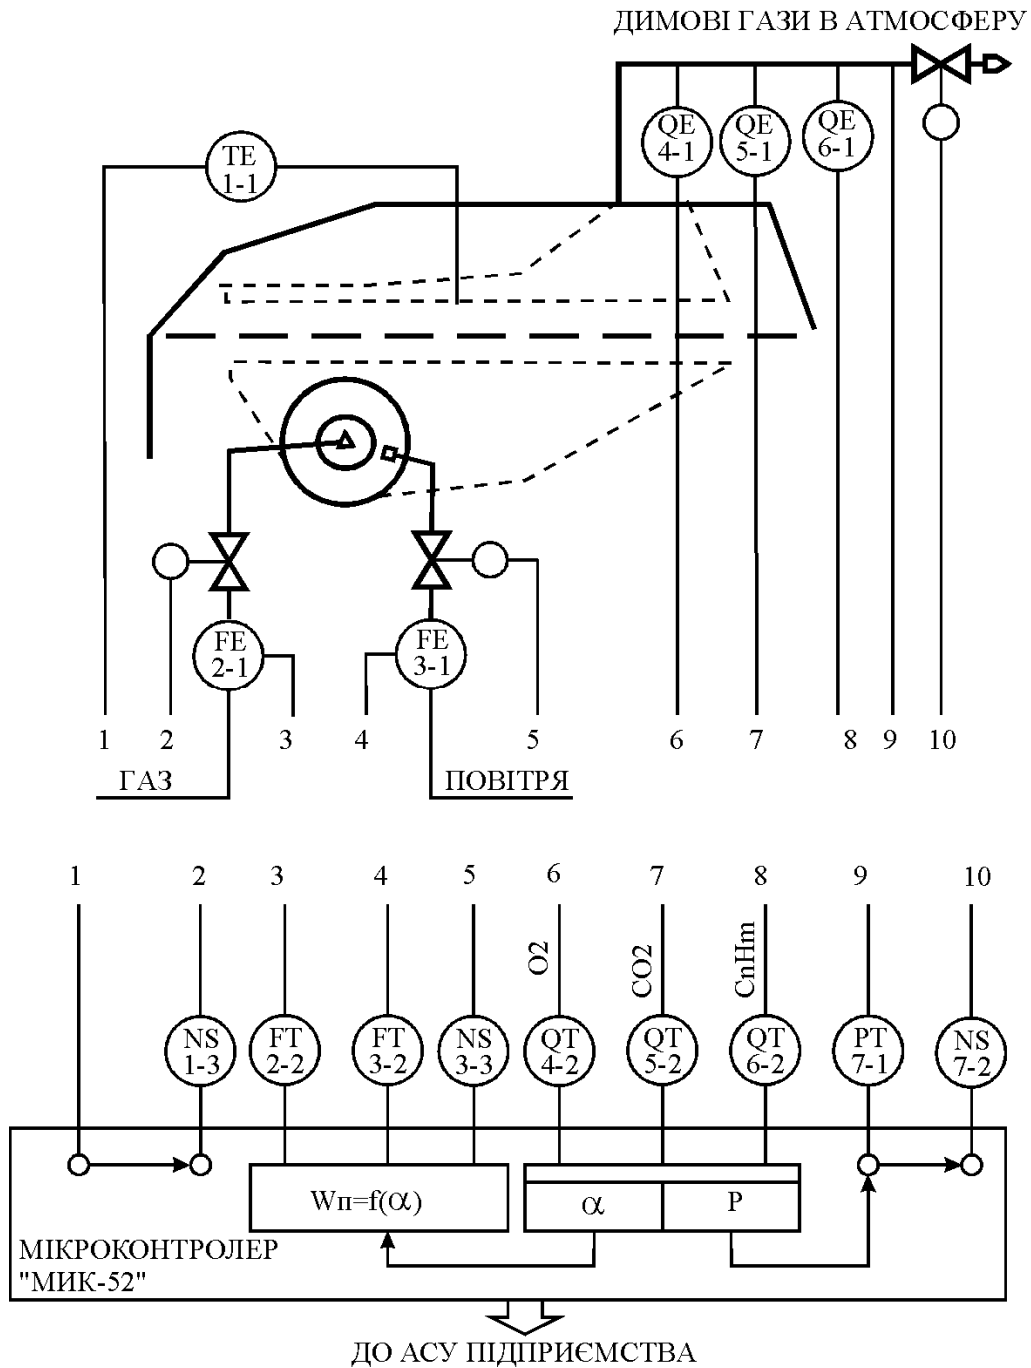 ДИМОВІ ГАЗИ В АТМОСФЕРУ
QE
4-1
QE
5-1
QE
6-1
TE
1-1
FE
2-1
FE
3-1
1 2 3 4 5 6 7 8 9 10
ГАЗ
ПОВІТРЯ
1 2 3 4 5 6 7 8 9 10
O2
CO2
CnHm
NS
1-3
FT
2-2
FT
3-2
NS
3-3
QT
4-2
QT
5-2
QT
6-2
PT
7-1
NS
7-2
Wп=f(α)
α
P
МІКРОКОНТРОЛЕР
"МИК-52"
ДО АСУ ПІДПРИЄМСТВА